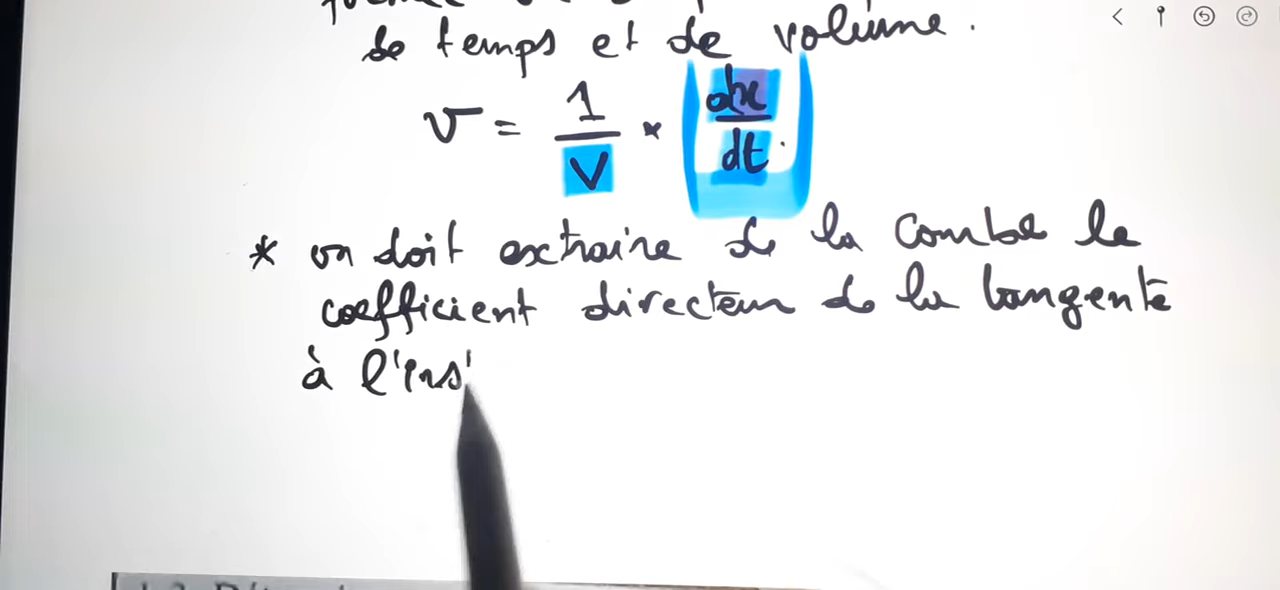 de temps et de volume.
v = 1/V * (dx/dt)
* on doit extraire de la courbe le
coefficient directeur de la tangente
à l'ins